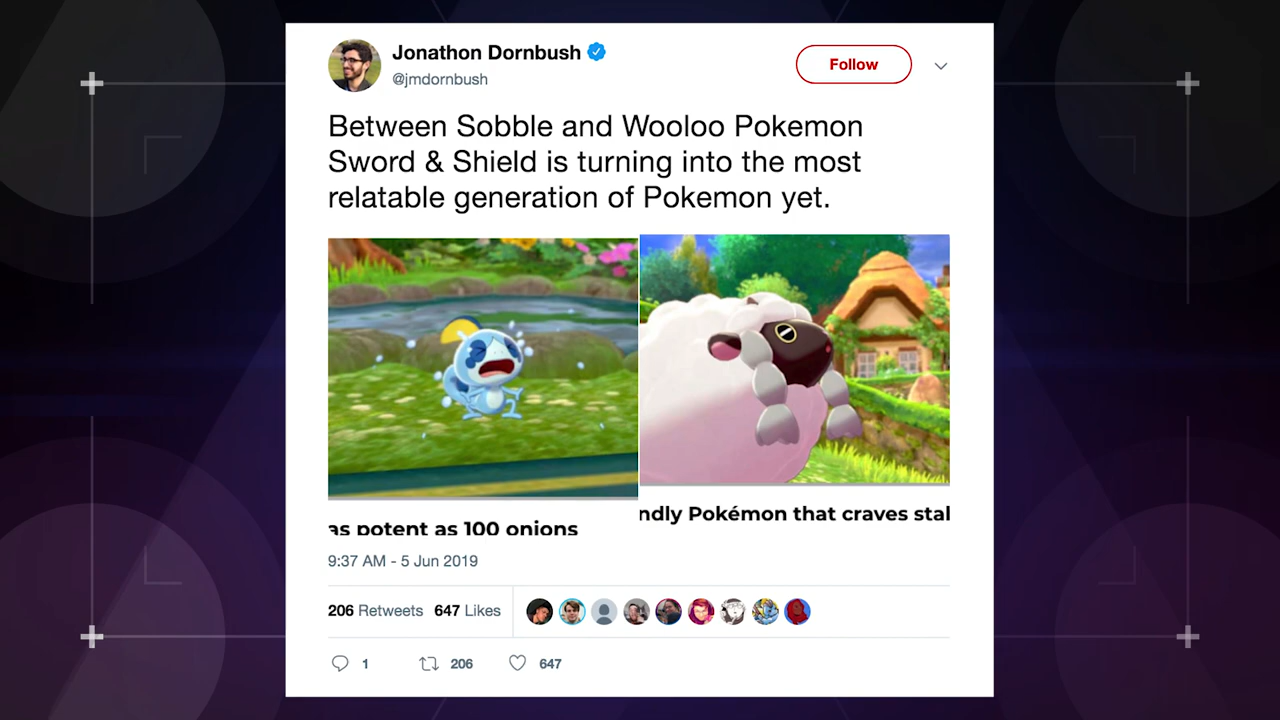 Jonathon Dornbush
@jmdornbush
Follow
Between Sobble and Wooloo Pokemon
Sword & Shield is turning into the most
relatable generation of Pokemon yet.
as potent as 100 onions
ndly Pokémon that craves stal
9:37 AM - 5 Jun 2019
206 Retweets 647 Likes
1 206 647